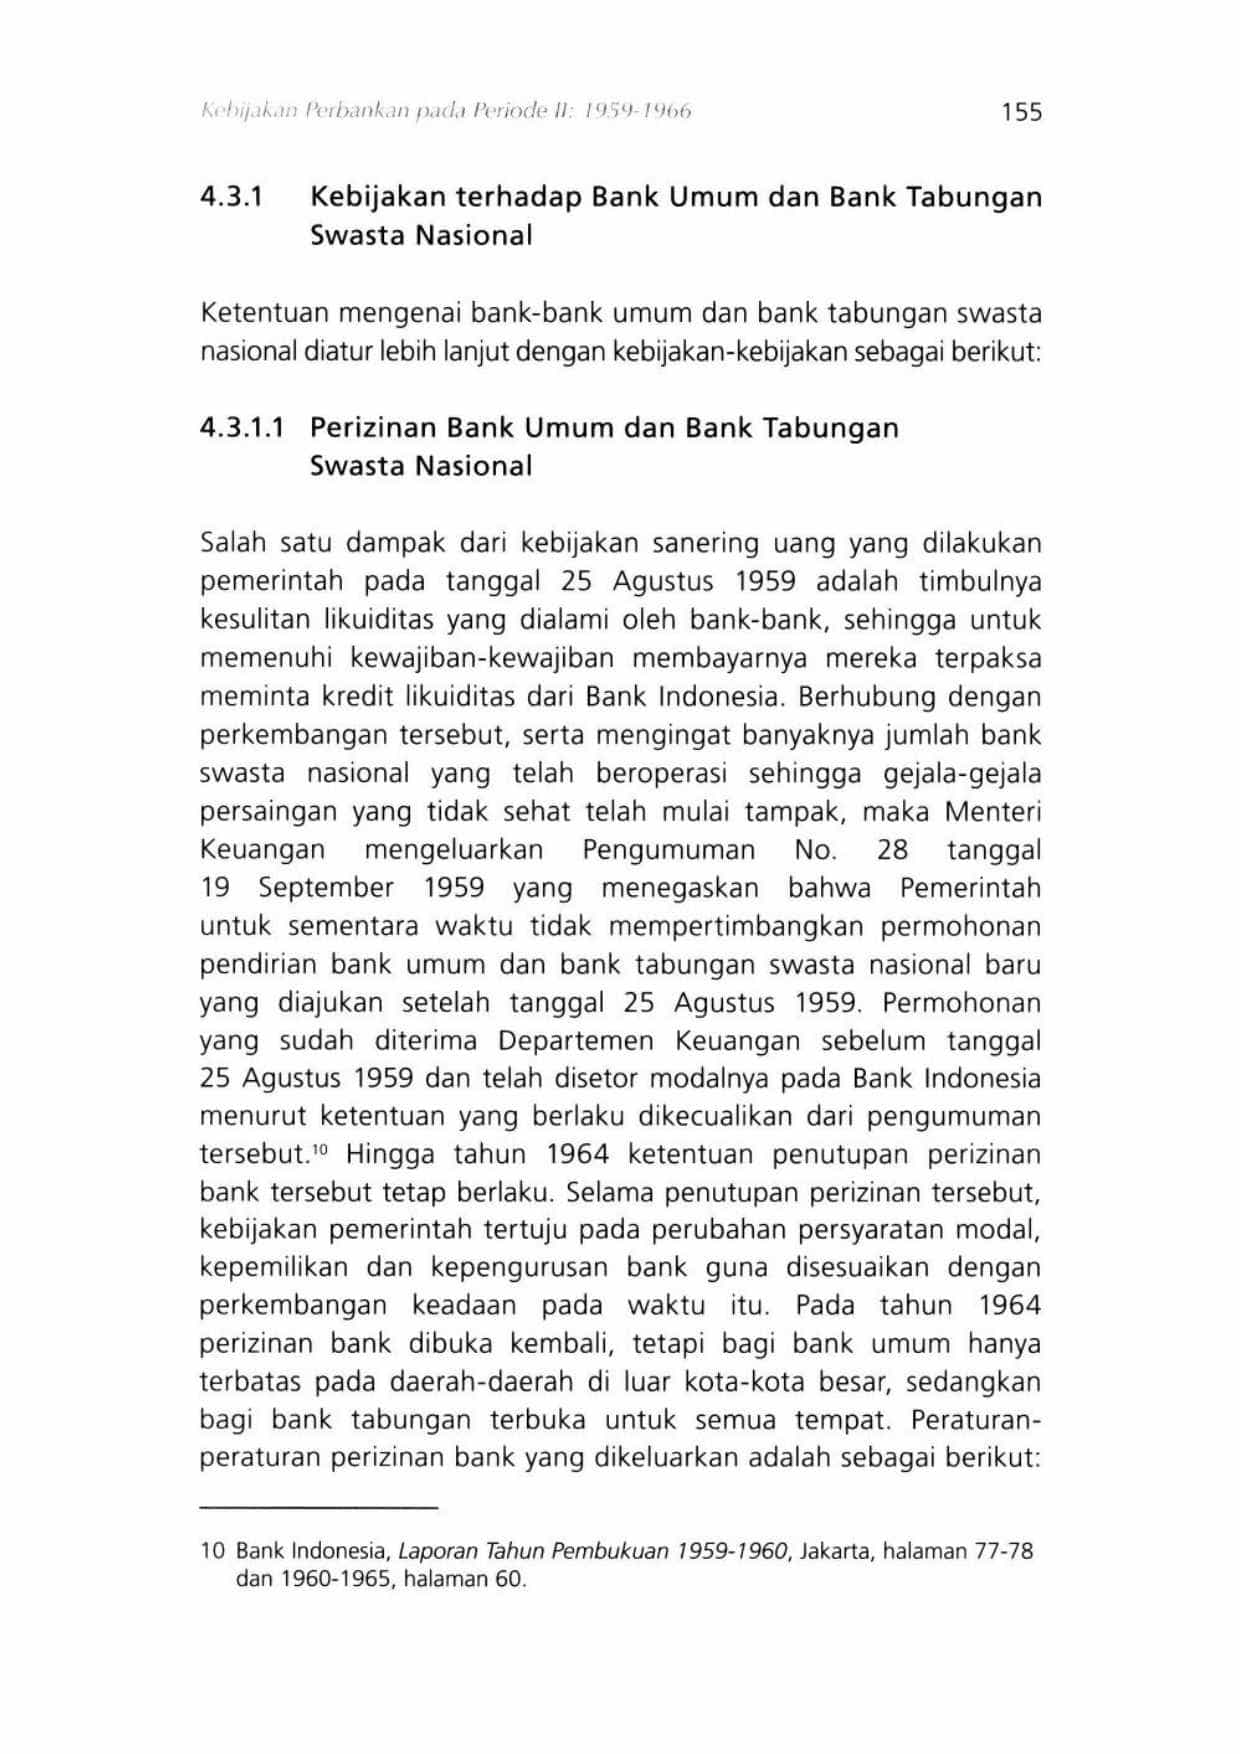 Kebijakan Perbankan pada Periode II: 1959-1966 155
4.3.1 Kebijakan terhadap Bank Umum dan Bank Tabungan
Swasta Nasional
Ketentuan mengenai bank-bank umum dan bank tabungan swasta
nasional diatur lebih lanjut dengan kebijakan-kebijakan sebagai berikut:
4.3.1.1 Perizinan Bank Umum dan Bank Tabungan
Swasta Nasional
Salah satu dampak dari kebijakan sanering uang yang dilakukan
pemerintah pada tanggal 25 Agustus 1959 adalah timbulnya
kesulitan likuiditas yang dialami oleh bank-bank, sehingga untuk
memenuhi kewajiban-kewajiban membayarnya mereka terpaksa
meminta kredit likuiditas dari Bank Indonesia. Berhubung dengan
perkembangan tersebut, serta mengingat banyaknya jumlah bank
swasta nasional yang telah beroperasi sehingga gejala-gejala
persaingan yang tidak sehat telah mulai tampak, maka Menteri
Keuangan mengeluarkan Pengumuman No. 28 tanggal
19 September 1959 yang menegaskan bahwa Pemerintah
untuk sementara waktu tidak mempertimbangkan permohonan
pendirian bank umum dan bank tabungan swasta nasional baru
yang diajukan setelah tanggal 25 Agustus 1959. Permohonan
yang sudah diterima Departemen Keuangan sebelum tanggal
25 Agustus 1959 dan telah disetor modalnya pada Bank Indonesia
menurut ketentuan yang berlaku dikecualikan dari pengumuman
tersebut.¹⁰ Hingga tahun 1964 ketentuan penutupan perizinan
bank tersebut tetap berlaku. Selama penutupan perizinan tersebut,
kebijakan pemerintah tertuju pada perubahan persyaratan modal,
kepemilikan dan kepengurusan bank guna disesuaikan dengan
perkembangan keadaan pada waktu itu. Pada tahun 1964
perizinan bank dibuka kembali, tetapi bagi bank umum hanya
terbatas pada daerah-daerah di luar kota-kota besar, sedangkan
bagi bank tabungan terbuka untuk semua tempat. Peraturan-
peraturan perizinan bank yang dikeluarkan adalah sebagai berikut:
10 Bank Indonesia, Laporan Tahun Pembukuan 1959-1960, Jakarta, halaman 77-78
dan 1960-1965, halaman 60.